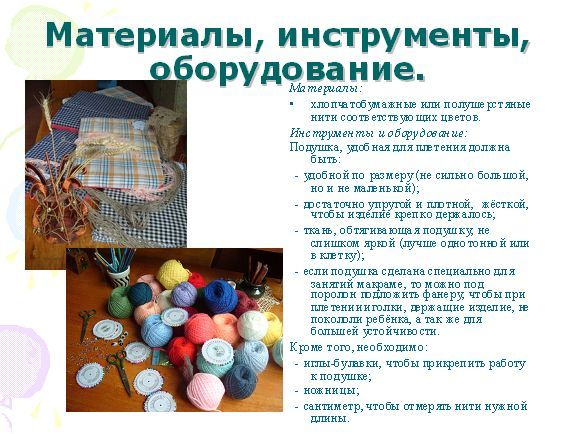 Материалы, инструменты,
оборудование.
Материалы:
• хлопчатобумажные или полушерстяные
нити соответствующих цветов.
Инструменты и оборудование:
Подушка, удобная для плетения должна
быть:
- удобной по размеру (не сильно большой,
но и не маленькой);
- достаточно упругой и плотной, жёсткой,
чтобы изделие крепко держалось;
- ткань, обтягивающая подушку, не
слишком яркой (лучше однотонной или
в клетку);
- если подушка сделана специально для
занятий макраме, то можно под
поролон подложить фанеру, чтобы при
плетении иголки, держащие изделие, не
покололи ребёнка, а так же для
большей устойчивости.
Кроме того, необходимо:
- иглы-булавки, чтобы прикрепить работу
к подушке;
- ножницы;
- сантиметр, чтобы отмерять нити нужной
длины.